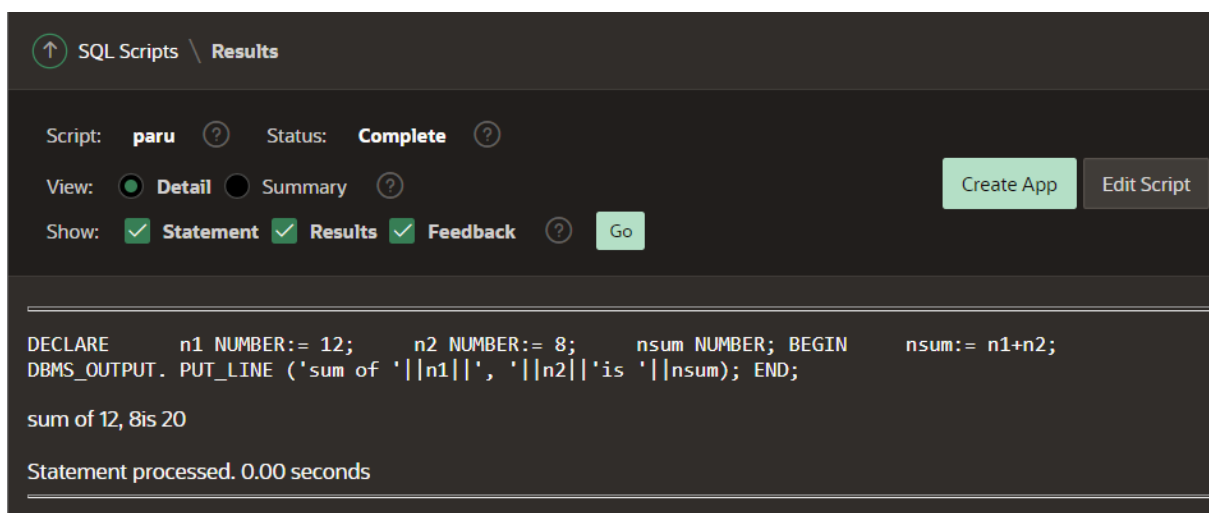 SQL Scripts \ Results
Script: paru ? Status: Complete ?
View: Detail Summary ?
Create App Edit Script
Show: Statement Results Feedback ? Go
DECLARE n1 NUMBER:= 12; n2 NUMBER:= 8; nsum NUMBER; BEGIN nsum:= n1+n2;
DBMS_OUTPUT. PUT_LINE ('sum of '||n1||', '||n2||'is '||nsum); END;
sum of 12, 8is 20
Statement processed. 0.00 seconds